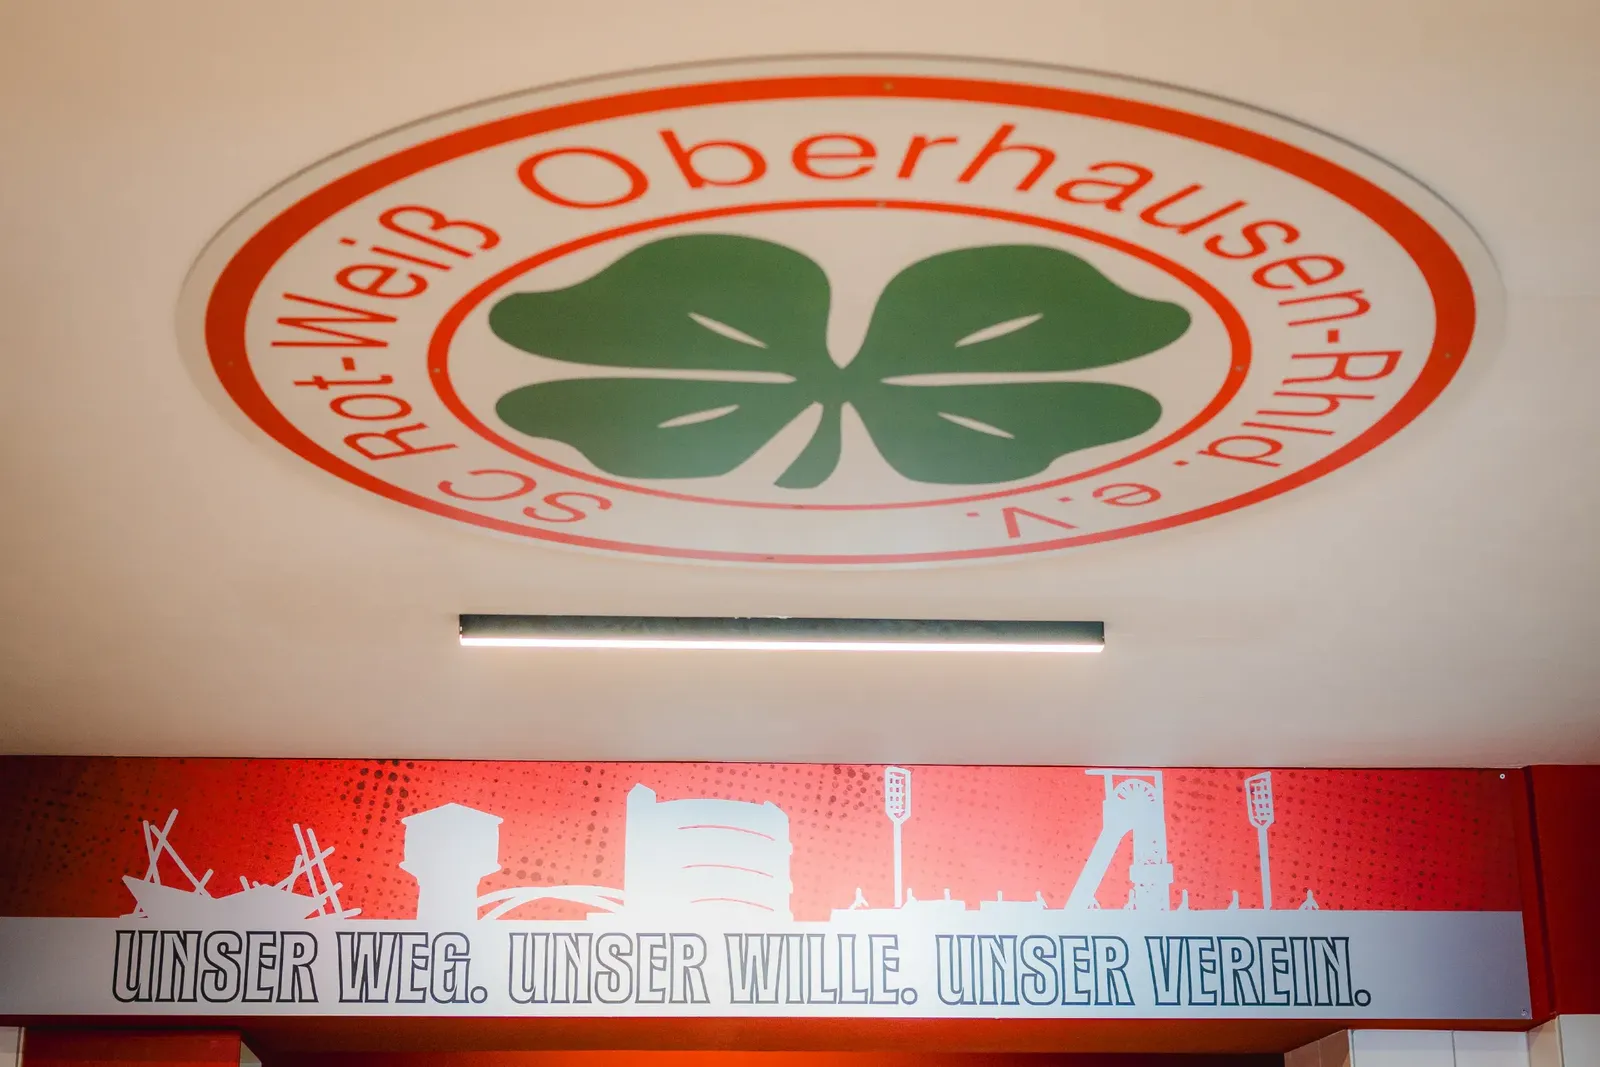 SC Rot-Weiß Oberhausen-Rhld. e.V.
UNSER WEG. UNSER WILLE. UNSER VEREIN.